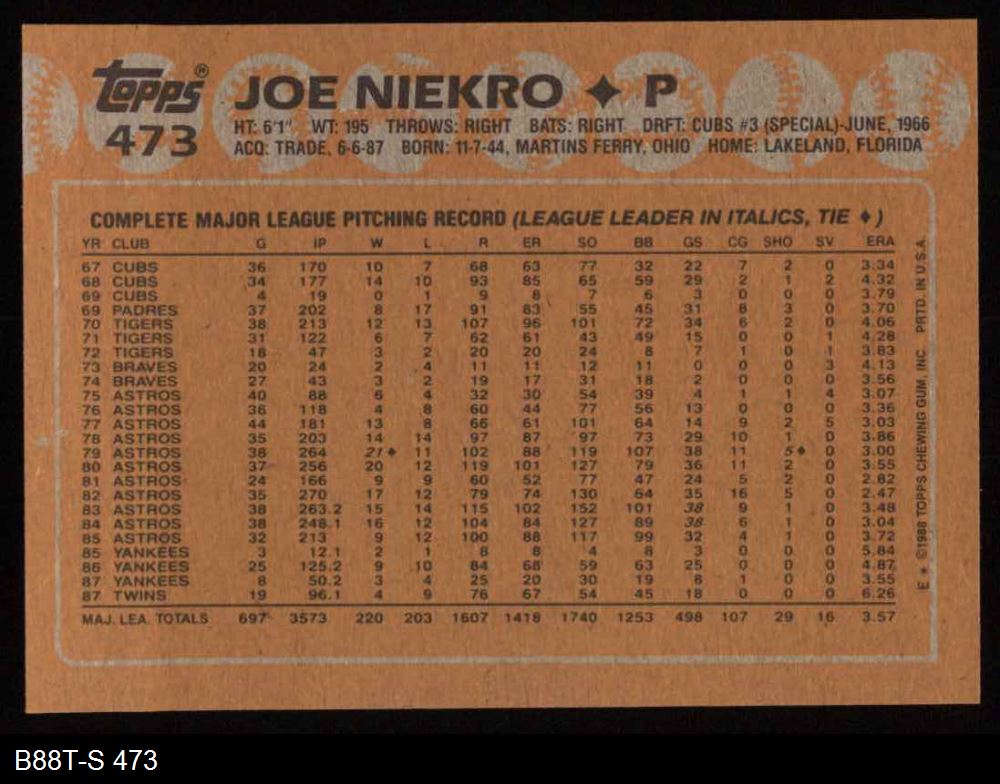 Topps® JOE NIEKRO ♦ P
473 HT: 6'1" WT: 195 THROWS: RIGHT BATS: RIGHT DRFT: CUBS #3 (SPECIAL)-JUNE, 1966
ACQ: TRADE, 6-6-87 BORN: 11-7-44, MARTINS FERRY, OHIO HOME: LAKELAND, FLORIDA
COMPLETE MAJOR LEAGUE PITCHING RECORD (LEAGUE LEADER IN ITALICS, TIE ♦)
YR CLUB G IP W L R ER SO BB GS CG SHO SV ERA
67 CUBS 36 170 10 7 68 63 77 32 22 7 2 0 3.34
68 CUBS 34 177 14 10 93 85 65 59 29 2 1 2 4.32
69 CUBS 4 19 0 1 9 8 7 6 3 0 0 0 3.79
69 PADRES 37 202 8 17 91 83 55 45 31 8 3 0 3.70
70 TIGERS 38 213 12 13 107 96 101 72 34 6 2 0 4.06
71 TIGERS 31 122 6 7 62 61 43 49 15 0 0 1 4.28
72 TIGERS 18 47 3 2 20 20 24 8 7 1 0 1 3.83
73 BRAVES 20 24 2 4 11 11 12 11 0 0 0 3 4.13
74 BRAVES 27 43 3 2 19 17 31 18 2 0 0 0 3.56
75 ASTROS 40 88 6 4 32 30 54 39 4 1 1 4 3.07
76 ASTROS 36 118 4 8 60 44 77 56 13 0 0 0 3.36
77 ASTROS 44 181 13 8 66 61 101 64 14 9 2 5 3.03
78 ASTROS 35 203 14 14 97 87 97 73 29 10 1 0 3.86
79 ASTROS 38 264 21♦ 11 102 88 119 107 38 11 5♦ 0 3.00
80 ASTROS 37 256 20 12 119 101 127 79 36 11 2 0 3.55
81 ASTROS 24 166 9 9 60 52 77 47 24 5 2 0 2.82
82 ASTROS 35 270 17 12 79 74 130 64 35 16 5 0 2.47
83 ASTROS 38 263.2 15 14 115 102 152 101 38 9 1 0 3.48
84 ASTROS 38 248.1 16 12 104 84 127 89 38 6 1 0 3.04
85 ASTROS 32 213 9 12 100 88 117 99 32 4 1 0 3.72
85 YANKEES 3 12.1 2 1 8 8 4 8 3 0 0 0 5.84
86 YANKEES 25 125.2 9 10 84 68 59 63 25 0 0 0 4.87
87 YANKEES 8 50.2 3 4 25 20 30 19 8 1 0 0 3.55
87 TWINS 19 96.1 4 9 76 67 54 45 18 0 0 0 6.26
MAJ. LEA. TOTALS 697 3573 220 203 1607 1418 1740 1253 498 107 29 16 3.57
E * ©1988 TOPPS CHEWING GUM, INC. PRTD. IN U.S.A.
B88T-S 473